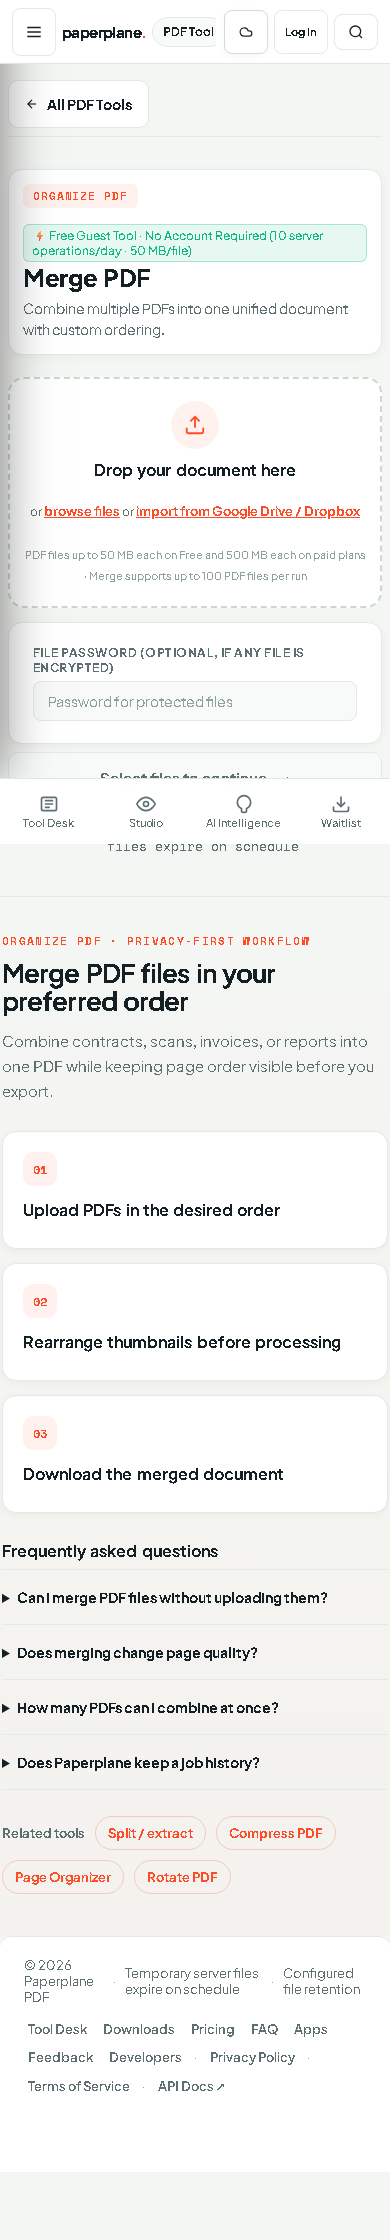 paperplane.
PDF Tool
Log in
← All PDF Tools
ORGANIZE PDF
Free Guest Tool · No Account Required (10 server
operations/day · 50 MB/file)
Merge PDF
Combine multiple PDFs into one unified document
with custom ordering.
Drop your document here
or browse files or import from Google Drive / Dropbox
PDF files up to 50 MB each on Free and 500 MB each on paid plans
· Merge supports up to 100 PDF files per run
FILE PASSWORD (OPTIONAL, IF ANY FILE IS
ENCRYPTED)
Password for protected files
Select files to continue
Tool Desk
Studio
AI Intelligence
Waitlist
files expire on schedule
ORGANIZE PDF · PRIVACY-FIRST WORKFLOW
Merge PDF files in your
preferred order
Combine contracts, scans, invoices, or reports into
one PDF while keeping page order visible before you
export.
01
Upload PDFs in the desired order
02
Rearrange thumbnails before processing
03
Download the merged document
Frequently asked questions
▶ Can I merge PDF files without uploading them?
▶ Does merging change page quality?
▶ How many PDFs can I combine at once?
▶ Does Paperplane keep a job history?
Related tools Split / extract Compress PDF
Page Organizer Rotate PDF
© 2026
Paperplane
PDF
·
Temporary server files
expire on schedule
·
Configured
file retention
Tool Desk Downloads Pricing FAQ Apps
Feedback Developers · Privacy Policy ·
Terms of Service · API Docs ↗